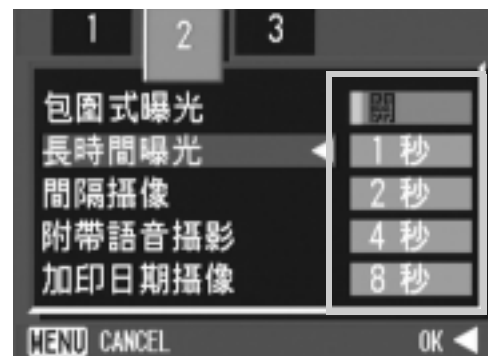 1 2 3
包圍式曝光 關
長時間曝光 ◀ 1 秒
間隔攝像 2 秒
附帶語音攝影 4 秒
加印日期攝像 8 秒
MENU CANCEL OK ◀